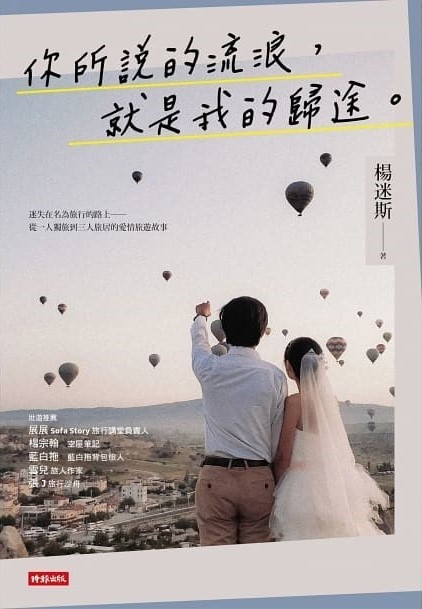 你所說的流浪，
就是我的歸途。
楊迷斯
著
迷失在名為旅行的路上——
從一人獨旅到三人旅居的愛情旅遊故事
壯遊推薦
展展 Sofa Story 旅行講堂負責人
楊宗翰 空屋筆記
藍白拖 藍白拖背包旅人
雪兒 旅人作家
張J 旅行沙舟
時報出版